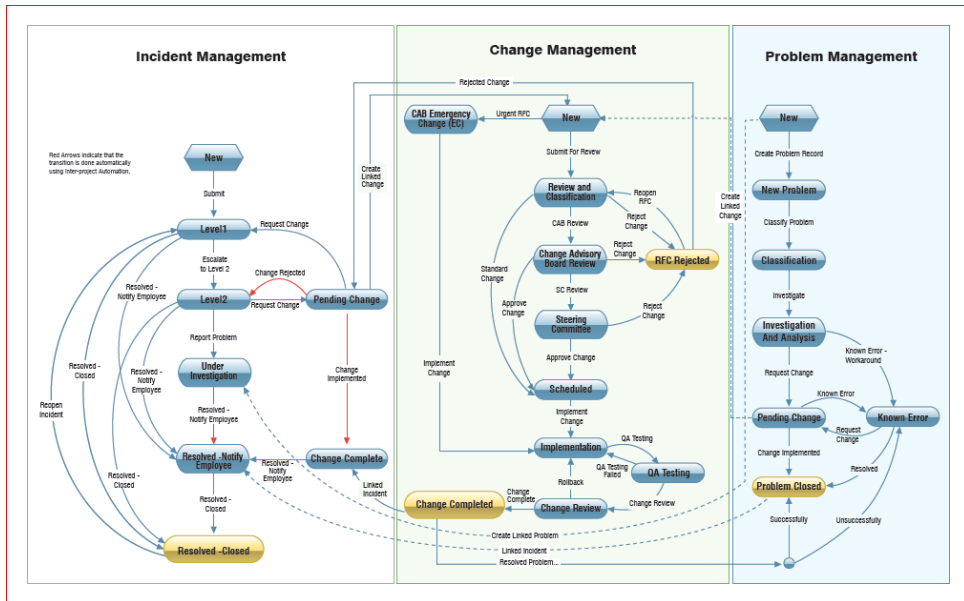 Incident Management
Change Management
Problem Management
Red Arrows indicate that the
transition is done automatically
using Inter-project Automation.
New
Submit
Level1
Escalate
to Level 2
Level2
Report Problem
Under
Investigation
Resolved -
Notify Employee
Resolved -Notify
Employee
Resolved -
Closed
Resolved -Closed
Reopen
Incident
Resolved -
Closed
Resolved -
Notify Employee
Resolved -
Notify
Employee
Resolved -
Closed
Request Change
Change Rejected
Request Change
Pending Change
Change
Implemented
Change Complete
Resolved -
Notify
Employee
Linked
Incident
Create
Linked
Change
Rejected Change
CAB Emergency
Change (EC)
Urgent RFC
New
Submit For Revew
Review and
Classification
Reopen
RFC
Reject
Change
CAB Review
Change Advisory
Board Review
Reject
Change
RFC Rejected
SC Review
Steering
Committee
Reject
Change
Standard
Change
Approve
Change
Approve Change
Scheduled
Implement
Change
Implement
Change
Implementation
QA Testing
QA Testing
Failed
QA Testing
Rollback
Change Review
Change Review
Change
Complete
Change Completed
Create Linked Problem
Linked Incident
Resolved Problem...
Create
Linked
Change
New
Create Problem Record
New Problem
Classify Problem
Classification
Investigate
Investigation
And Analysis
Known Error -
Workaround
Request Change
Known Error
Pending Change
Known Error
Request
Change
Change Implemented
Resolved
Problem Closed
Successfully
Unsuccessfully